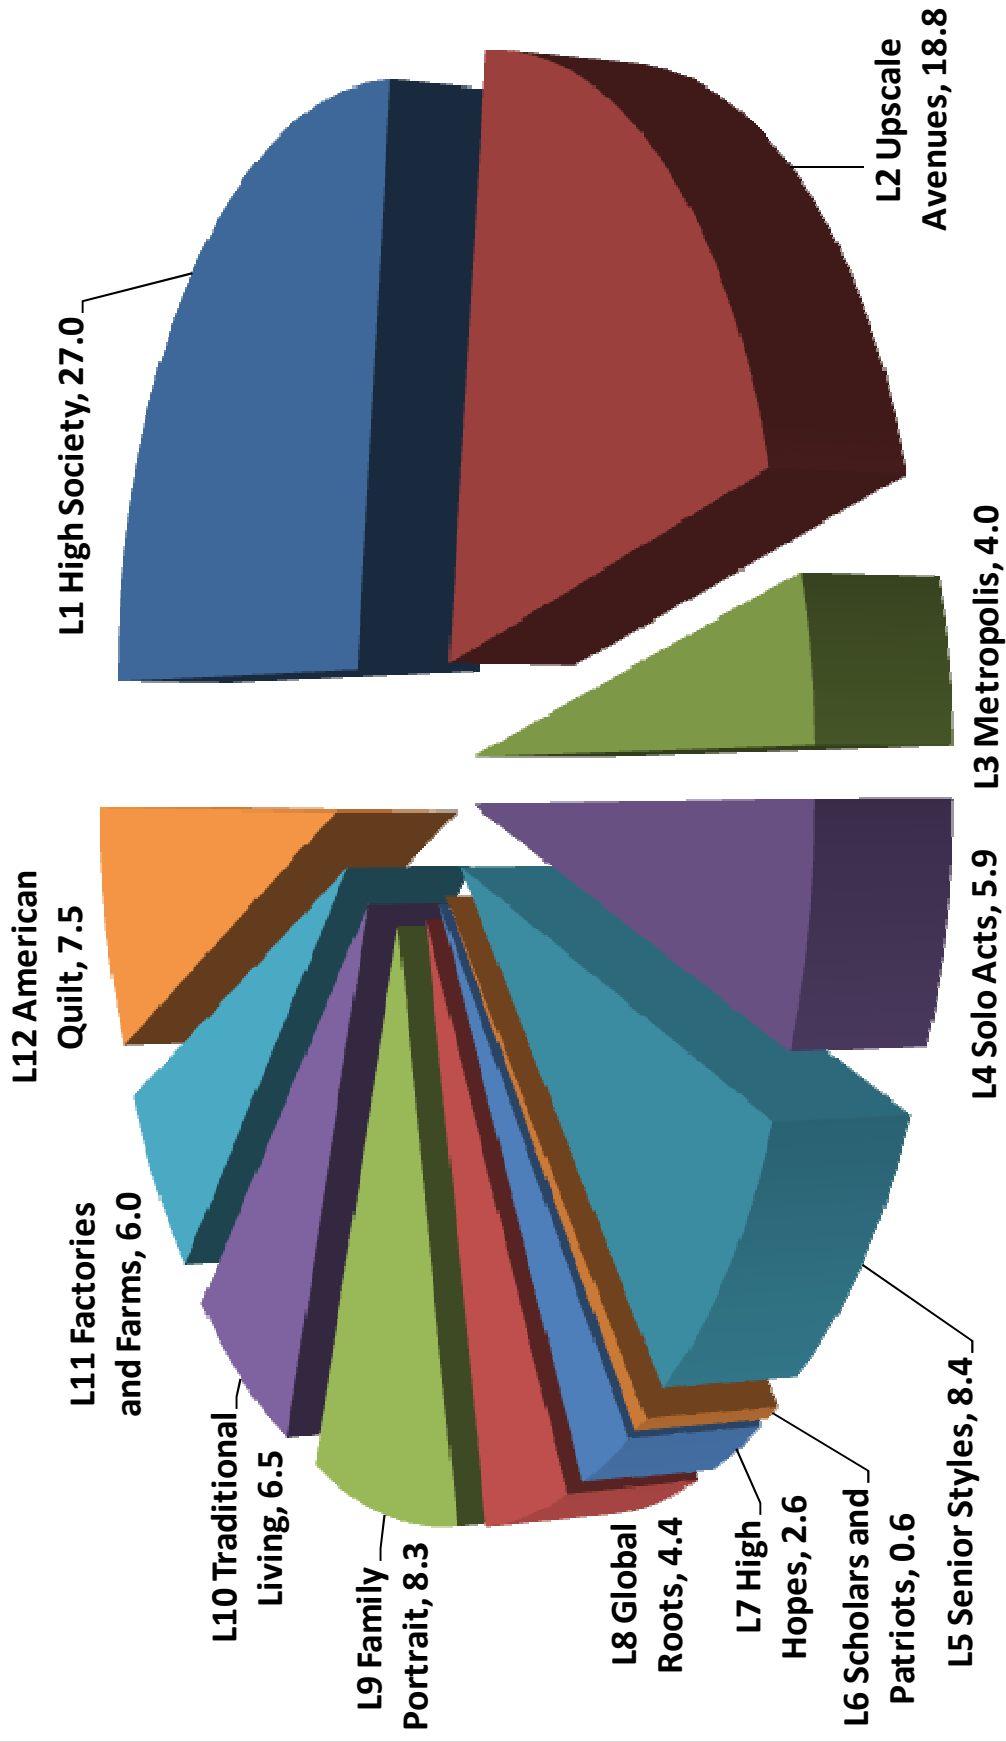 L1 High Society, 27.0
L2 Upscale
Avenues, 18.8
L3 Metropolis, 4.0
L4 Solo Acts, 5.9
L5 Senior Styles, 8.4
L6 Scholars and
Patriots, 0.6
L7 High
Hopes, 2.6
L8 Global
Roots, 4.4
L9 Family
Portrait, 8.3
L10 Traditional
Living, 6.5
L11 Factories
and Farms, 6.0
L12 American
Quilt, 7.5